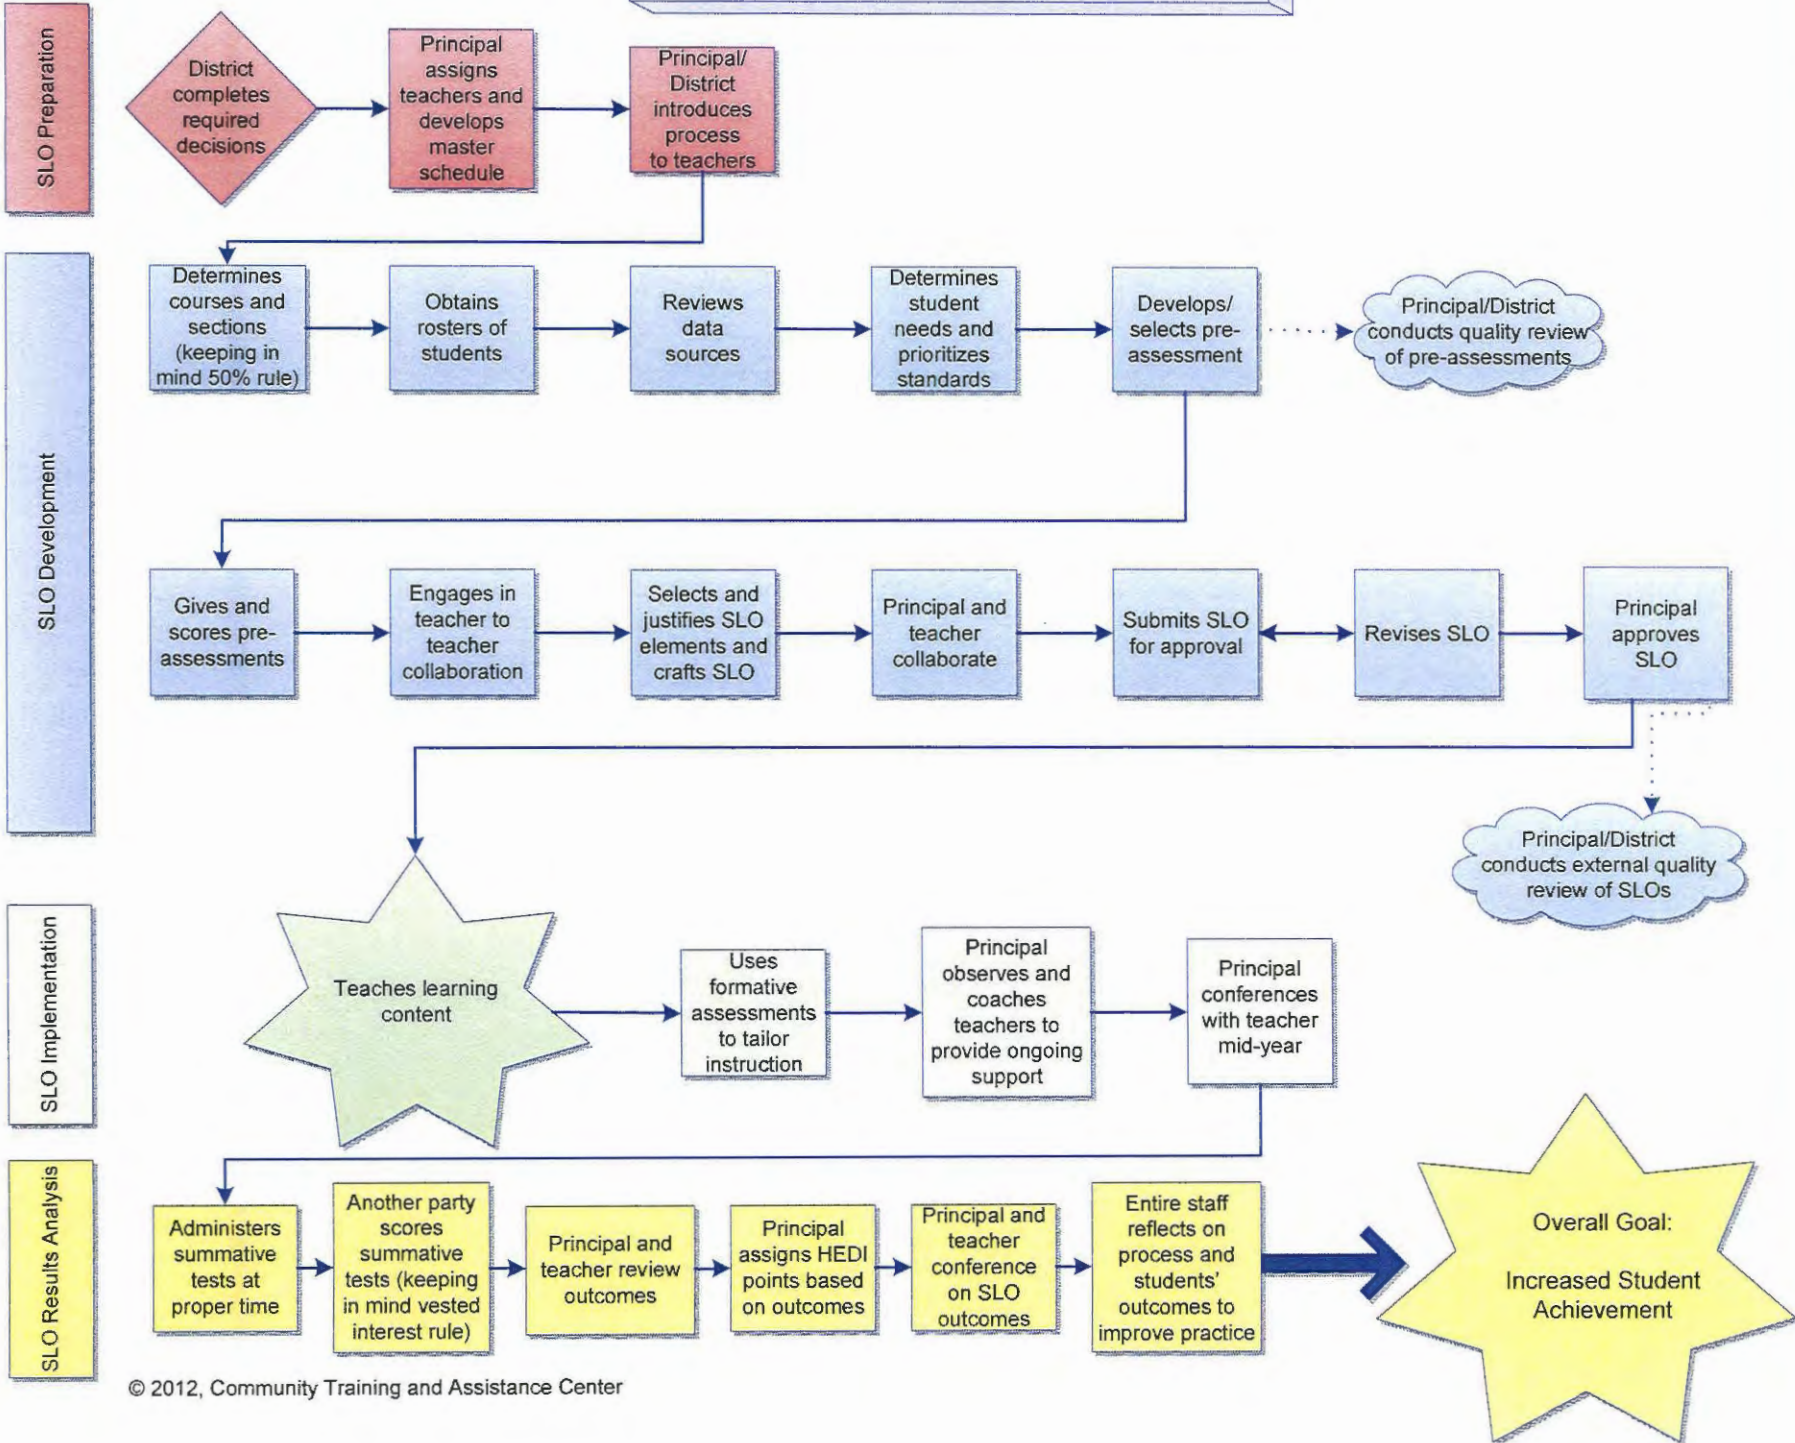 SLO Preparation
District
completes
required
decisions
Principal
assigns
teachers and
develops
master
schedule
Principal/
District
introduces
process
to teachers
SLO Development
Determines
courses and
sections
(keeping in
mind 50% rule)
Obtains
rosters of
students
Reviews
data
sources
Determines
student
needs and
prioritizes
standards
Develops/
selects pre-
assessment
Principal/District
conducts quality review
of pre-assessments
Gives and
scores pre-
assessments
Engages in
teacher to
teacher
collaboration
Selects and
justifies SLO
elements and
crafts SLO
Principal and
teacher
collaborate
Submits SLO
for approval
Revises SLO
Principal
approves
SLO
Principal/District
conducts external quality
review of SLOs
SLO Implementation
Teaches learning
content
Uses
formative
assessments
to tailor
instruction
Principal
observes and
coaches
teachers to
provide ongoing
support
Principal
conferences
with teacher
mid-year
SLO Results Analysis
Administers
summative
tests at
proper time
Another party
scores
summative
tests (keeping
in mind vested
interest rule)
Principal and
teacher review
outcomes
Principal
assigns HEDI
points based
on outcomes
Principal and
teacher
conference
on SLO
outcomes
Entire staff
reflects on
process and
students'
outcomes to
improve practice
Overall Goal:
Increased Student
Achievement
© 2012, Community Training and Assistance Center